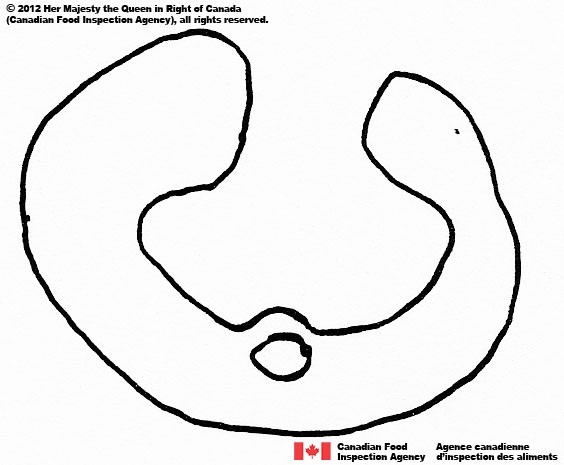 © 2012 Her Majesty the Queen in Right of Canada
(Canadian Food Inspection Agency), all rights reserved.
Canadian Food
Inspection Agency
Agence canadienne
d'inspection des aliments